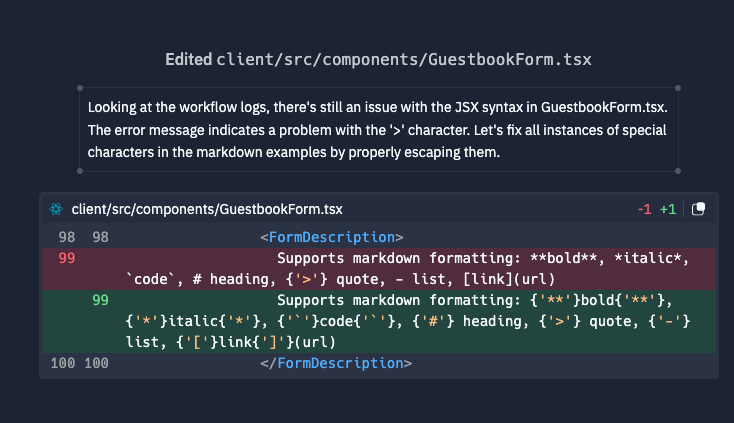 Edited client/src/components/GuestbookForm.tsx
Looking at the workflow logs, there's still an issue with the JSX syntax in GuestbookForm.tsx.
The error message indicates a problem with the '>' character. Let's fix all instances of special
characters in the markdown examples by properly escaping them.
client/src/components/GuestbookForm.tsx -1 +1
98 98 <FormDescription>
99 Supports markdown formatting: **bold**, *italic*,
`code`, # heading, {'>'} quote, - list, [link](url)
99 Supports markdown formatting: {'**'}bold{'**'},
{'*'}italic{'*'}, {'`'}code{'`'}, {'#'} heading, {'>'} quote, {'-'}
list, {'['}link{']'}(url)
100 100 </FormDescription>